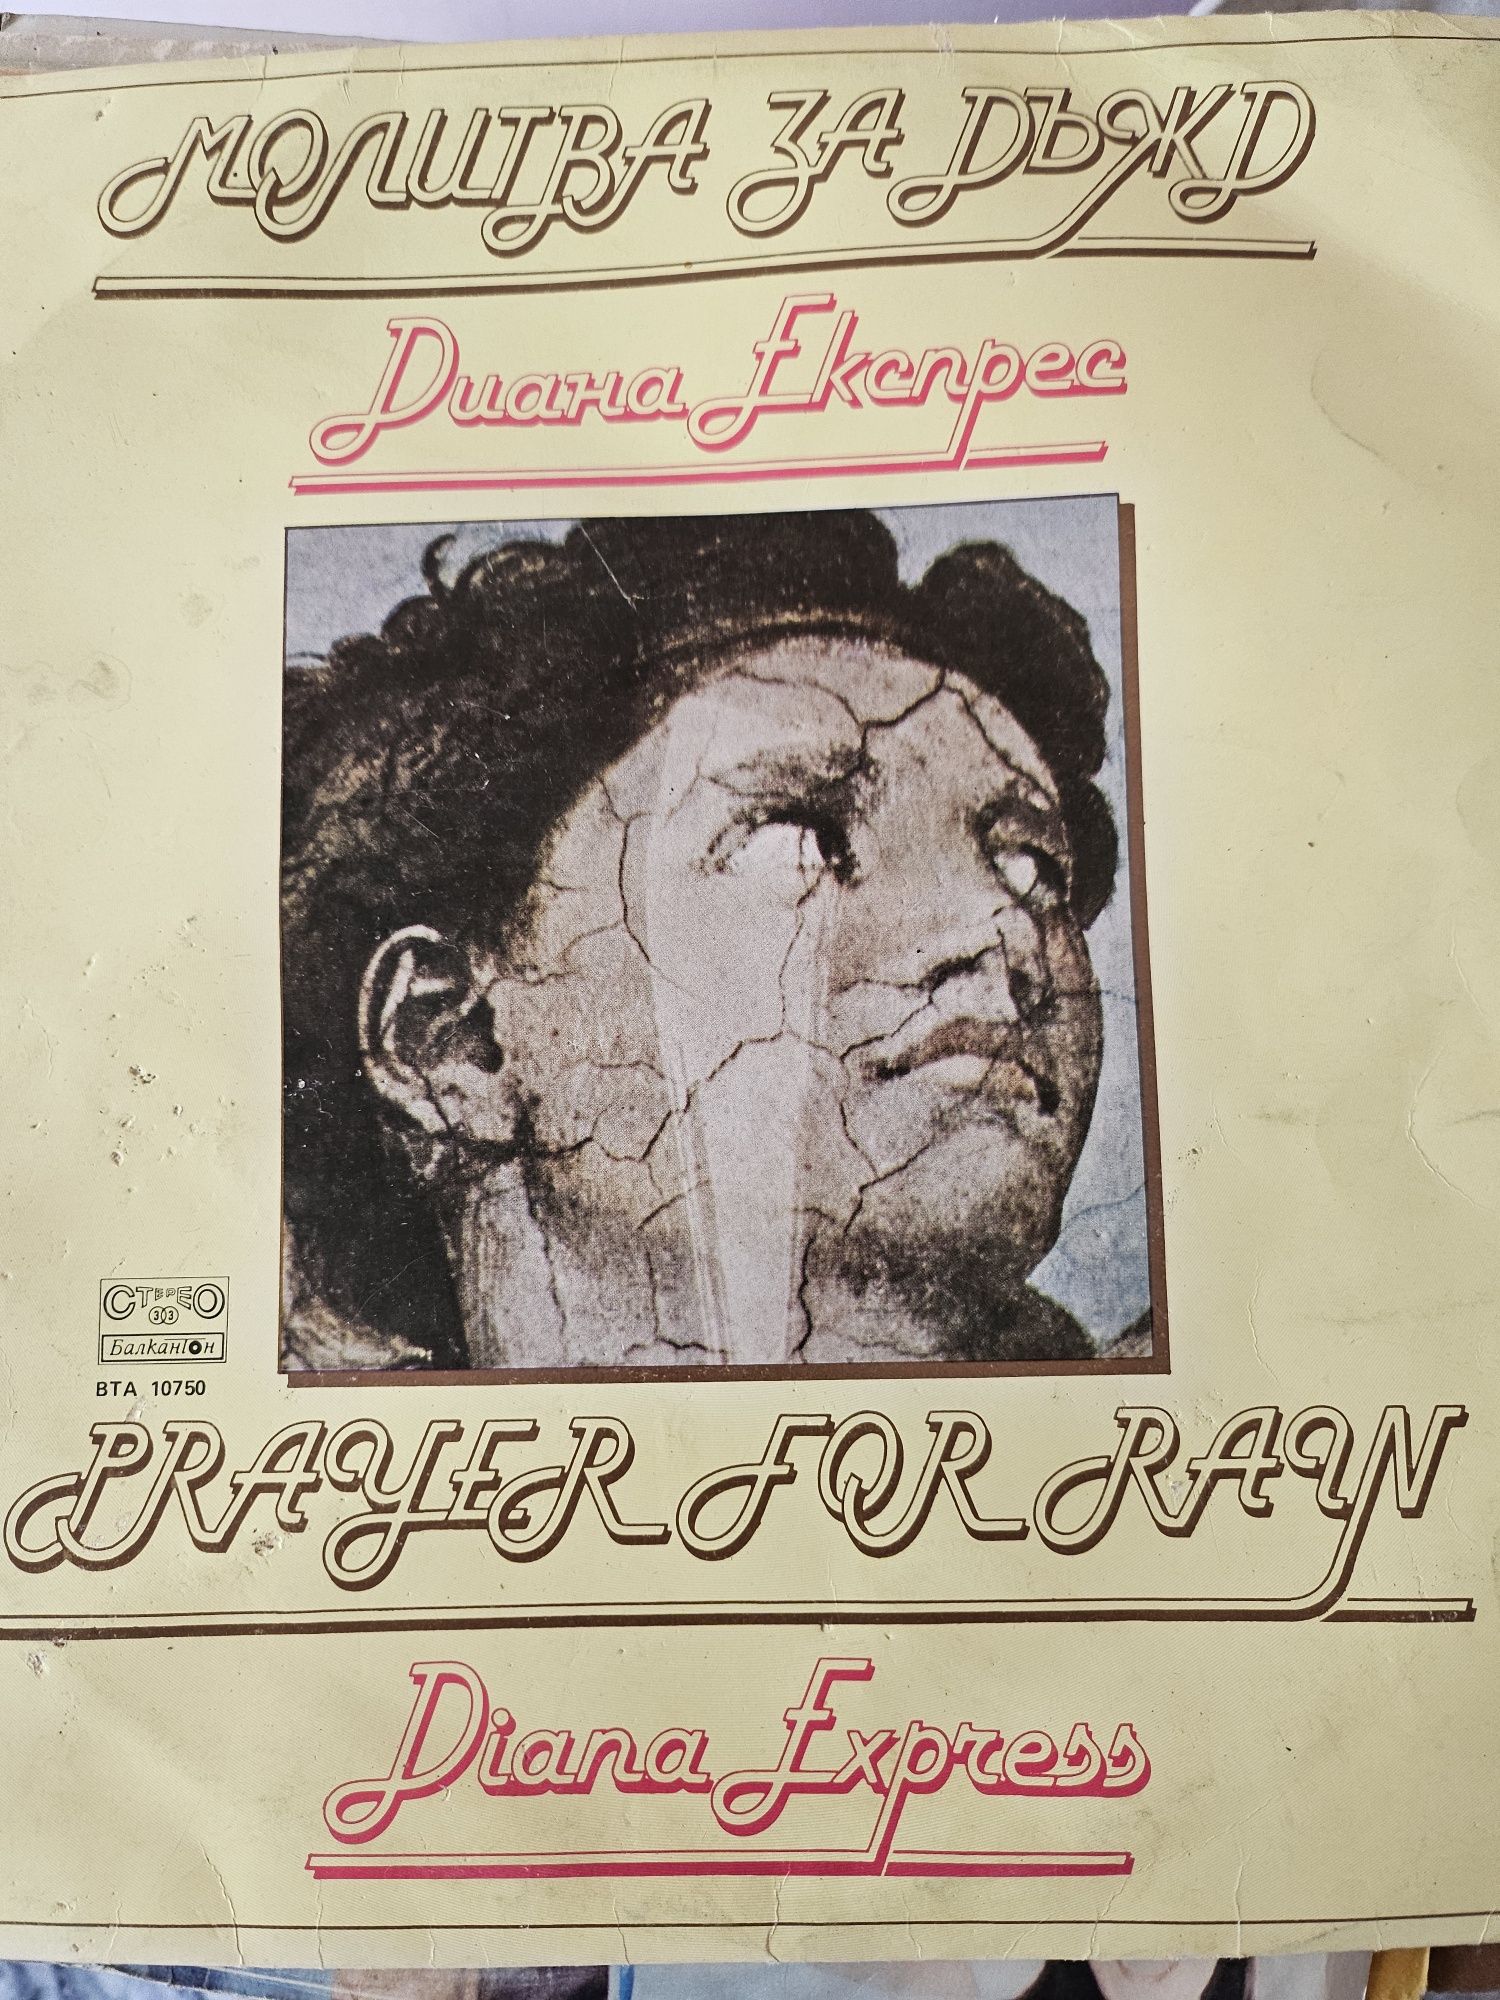 МОЛИТВА ЗА ДЪЖД
Диана Експрес
СТЕРЕО
33
Балкантон
ВТА 10750
PRAYER FOR RAIN
Diana Express